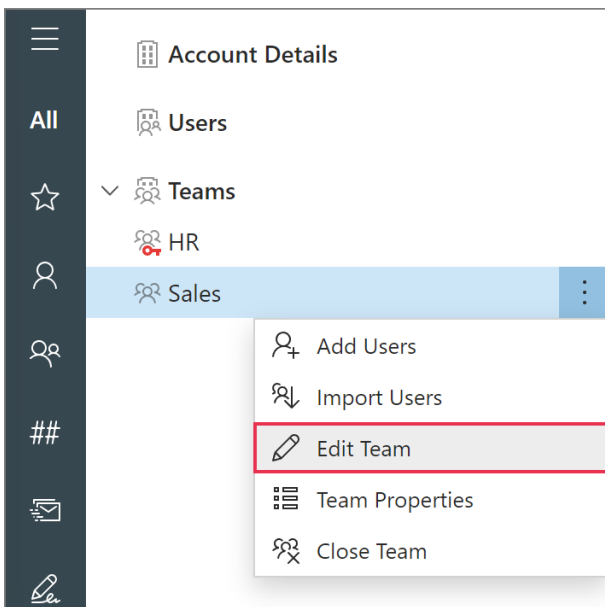 Account Details
All
Users
Teams
HR
Sales
Add Users
Import Users
##
Edit Team
Team Properties
Close Team